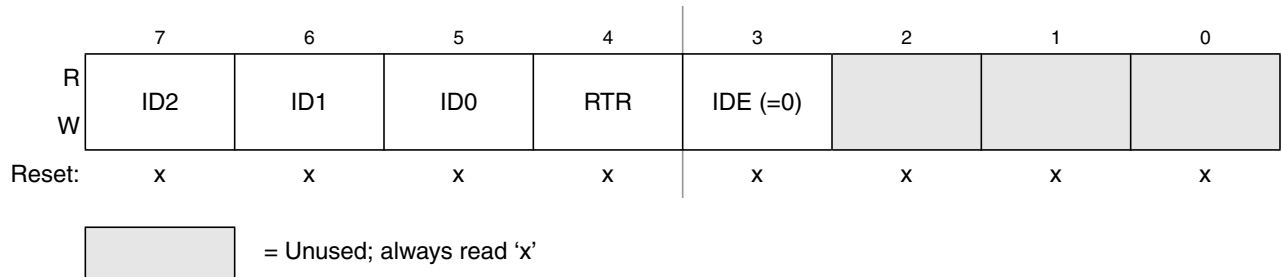 7 6 5 4 3 2 1 0
R
ID2 ID1 ID0 RTR IDE (=0)
W
Reset: x x x x x x x x
= Unused; always read ‘x’